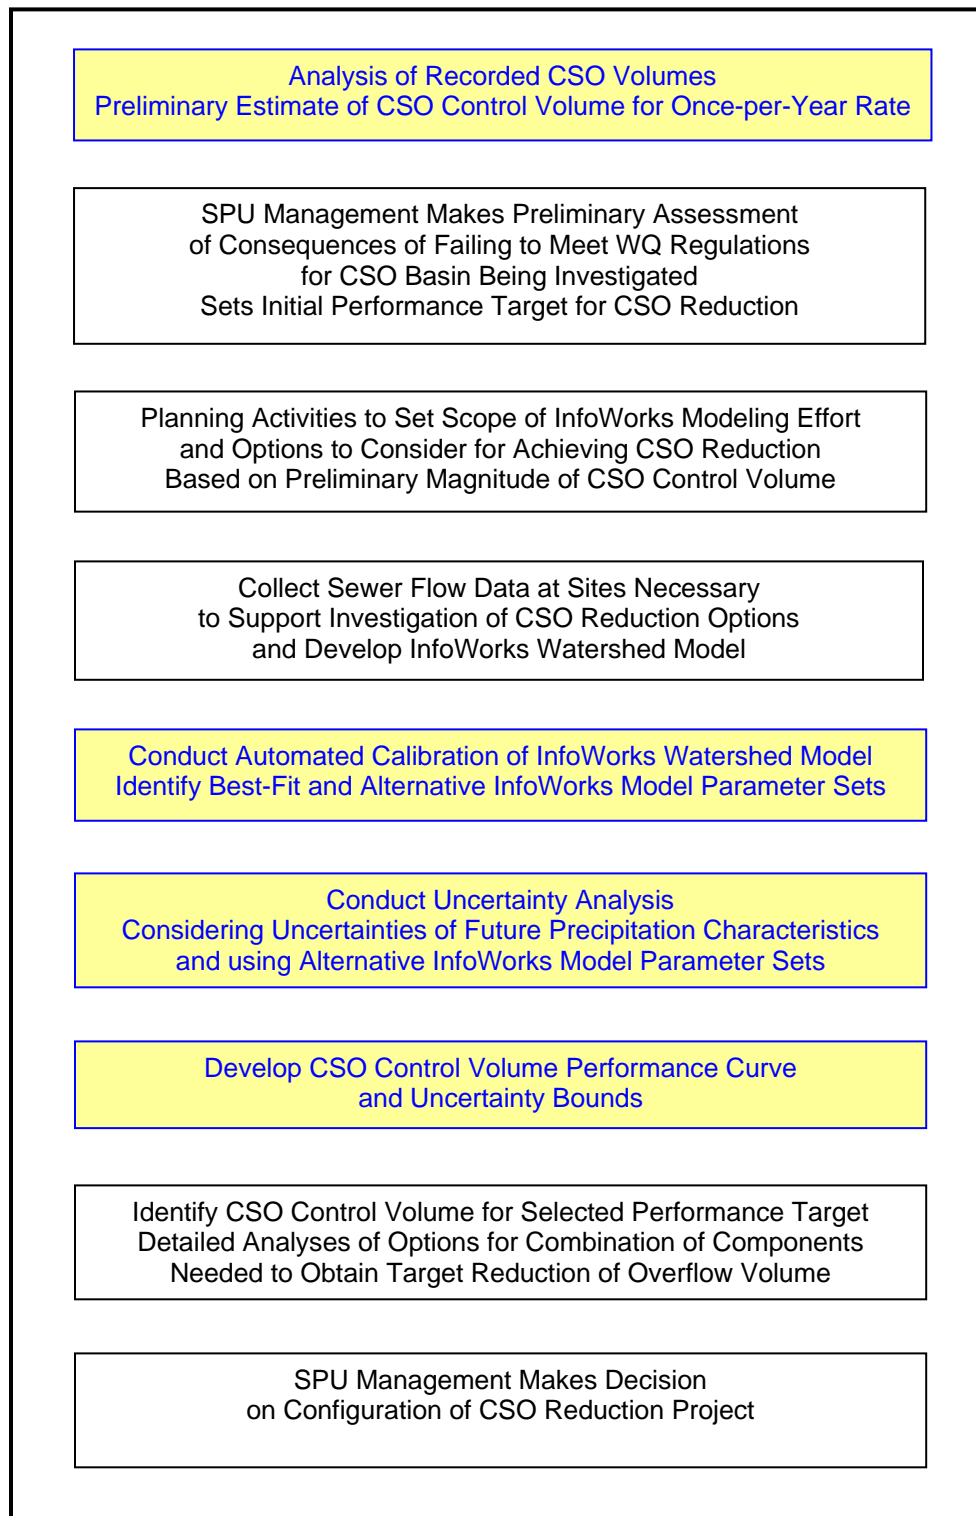 Analysis of Recorded CSO Volumes
Preliminary Estimate of CSO Control Volume for Once-per-Year Rate
SPU Management Makes Preliminary Assessment
of Consequences of Failing to Meet WQ Regulations
for CSO Basin Being Investigated
Sets Initial Performance Target for CSO Reduction
Planning Activities to Set Scope of InfoWorks Modeling Effort
and Options to Consider for Achieving CSO Reduction
Based on Preliminary Magnitude of CSO Control Volume
Collect Sewer Flow Data at Sites Necessary
to Support Investigation of CSO Reduction Options
and Develop InfoWorks Watershed Model
Conduct Automated Calibration of InfoWorks Watershed Model
Identify Best-Fit and Alternative InfoWorks Model Parameter Sets
Conduct Uncertainty Analysis
Considering Uncertainties of Future Precipitation Characteristics
and using Alternative InfoWorks Model Parameter Sets
Develop CSO Control Volume Performance Curve
and Uncertainty Bounds
Identify CSO Control Volume for Selected Performance Target
Detailed Analyses of Options for Combination of Components
Needed to Obtain Target Reduction of Overflow Volume
SPU Management Makes Decision
on Configuration of CSO Reduction Project